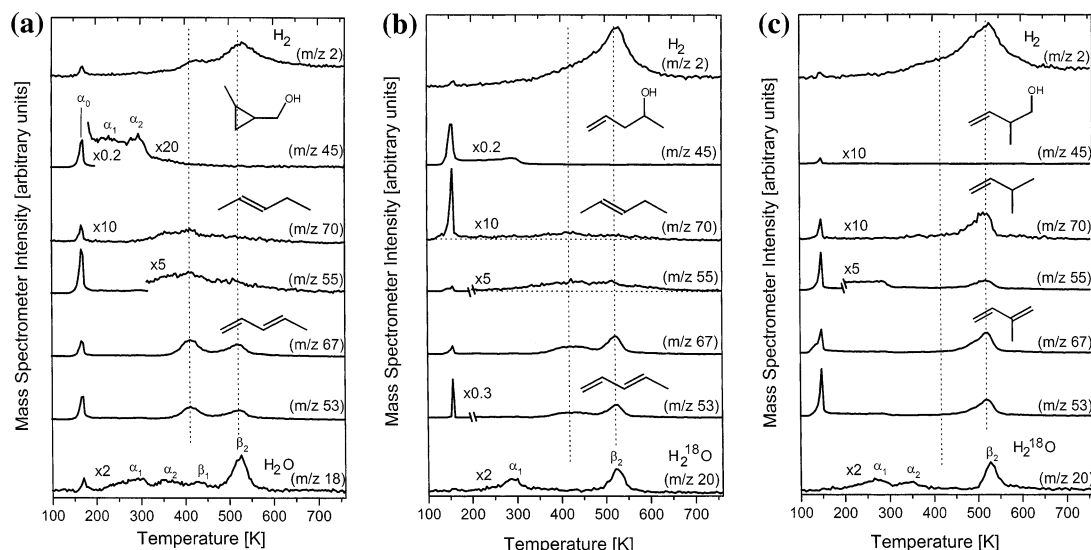 (a)
H2
(m/z 2)
OH
α0
α1
α2
x0.2
x20
(m/z 45)
x10
(m/z 70)
x5
(m/z 55)
(m/z 67)
(m/z 53)
x2
α1
α2
β1
β2
H2O
(m/z 18)
100 200 300 400 500 600 700
Temperature [K]
Mass Spectrometer Intensity [arbitrary units]
(b)
H2
(m/z 2)
OH
x0.2
(m/z 45)
x10
(m/z 70)
x5
(m/z 55)
(m/z 67)
x0.3
(m/z 53)
x2
α1
β2
H2^18O
(m/z 20)
100 200 300 400 500 600 700
Temperature [K]
Mass Spectrometer Intensity [arbitrary units]
(c)
H2
(m/z 2)
OH
x10
(m/z 45)
x10
(m/z 70)
x5
(m/z 55)
(m/z 67)
(m/z 53)
x2
α1
α2
β2
H2^18O
(m/z 20)
100 200 300 400 500 600 700
Temperature [K]
Mass Spectrometer Intensity [arbitrary units]